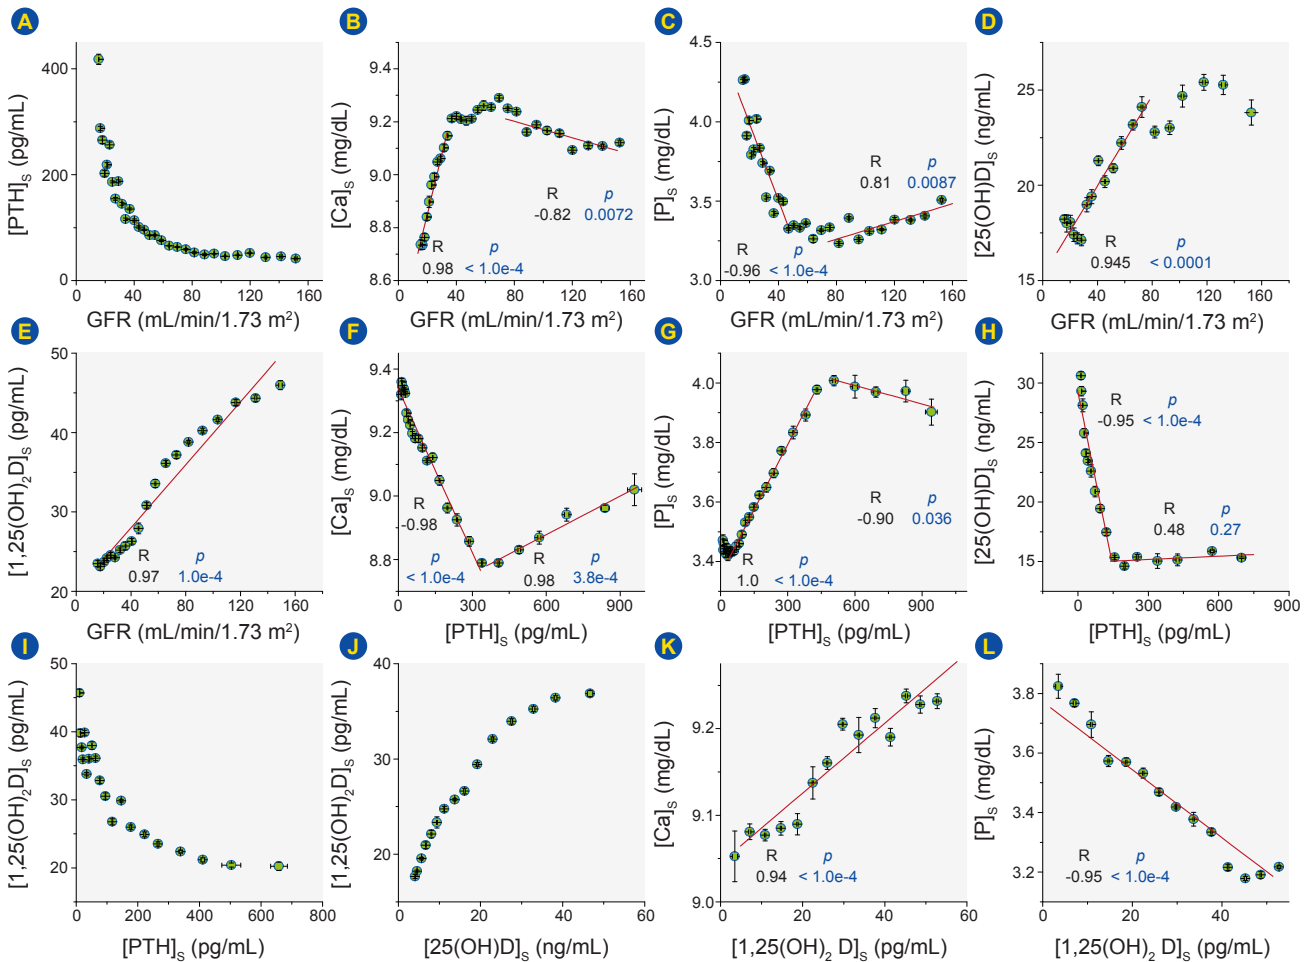 A
B
C
D
[PTH]S (pg/mL)
400
200
0
0 40 80 120 160
GFR (mL/min/1.73 m²)
[Ca]S (mg/dL)
9.4
9.2
9.0
8.8
8.6
R
-0.82
p
0.0072
R
0.98
p
< 1.0e-4
0 40 80 120 160
GFR (mL/min/1.73 m²)
[P]S (mg/dL)
4.5
4.0
3.5
3.0
R
0.81
p
0.0087
R
-0.96
p
< 1.0e-4
0 40 80 120 160
GFR (mL/min/1.73 m²)
[25(OH)D]S (ng/mL)
25
20
15
R
0.945
p
< 0.0001
0 40 80 120 160
GFR (mL/min/1.73 m²)
E
F
G
H
[1,25(OH)2D]S (pg/mL)
50
40
30
20
R
0.97
p
1.0e-4
0 40 80 120 160
GFR (mL/min/1.73 m²)
[Ca]S (mg/dL)
9.4
9.2
9.0
8.8
R
-0.98
p
< 1.0e-4
R
0.98
p
3.8e-4
0 300 600 900
[PTH]S (pg/mL)
[P]S (mg/dL)
4.0
3.8
3.6
3.4
R
-0.90
p
0.036
R
1.0
p
< 1.0e-4
0 300 600 900
[PTH]S (pg/mL)
[25(OH)D]S (ng/mL)
30
25
20
15
10
R
-0.95
p
< 1.0e-4
R
0.48
p
0.27
0 300 600 900
[PTH]S (pg/mL)
I
J
K
L
[1,25(OH)2D]S (pg/mL)
50
40
30
20
0 200 400 600 800
[PTH]S (pg/mL)
[1,25(OH)2D]S (pg/mL)
40
30
20
0 20 40 60
[25(OH)D]S (ng/mL)
[Ca]S (mg/dL)
9.2
9.1
9.0
R
0.94
p
< 1.0e-4
0 20 40 60
[1,25(OH)2 D]S (pg/mL)
[P]S (mg/dL)
3.8
3.6
3.4
3.2
R
-0.95
p
< 1.0e-4
0 20 40
[1,25(OH)2 D]S (pg/mL)